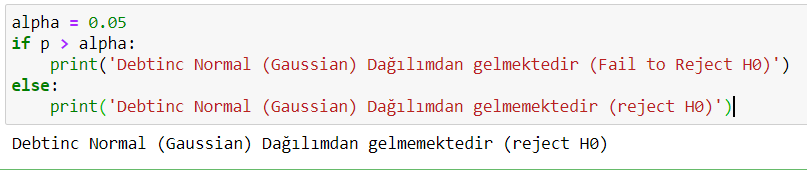 alpha = 0.05
if p > alpha:
    print('Debtinc Normal (Gaussian) Dağılımdan gelmektedir (Fail to Reject H0)')
else:
    print('Debtinc Normal (Gaussian) Dağılımdan gelmemektedir (reject H0)')
Debtinc Normal (Gaussian) Dağılımdan gelmemektedir (reject H0)